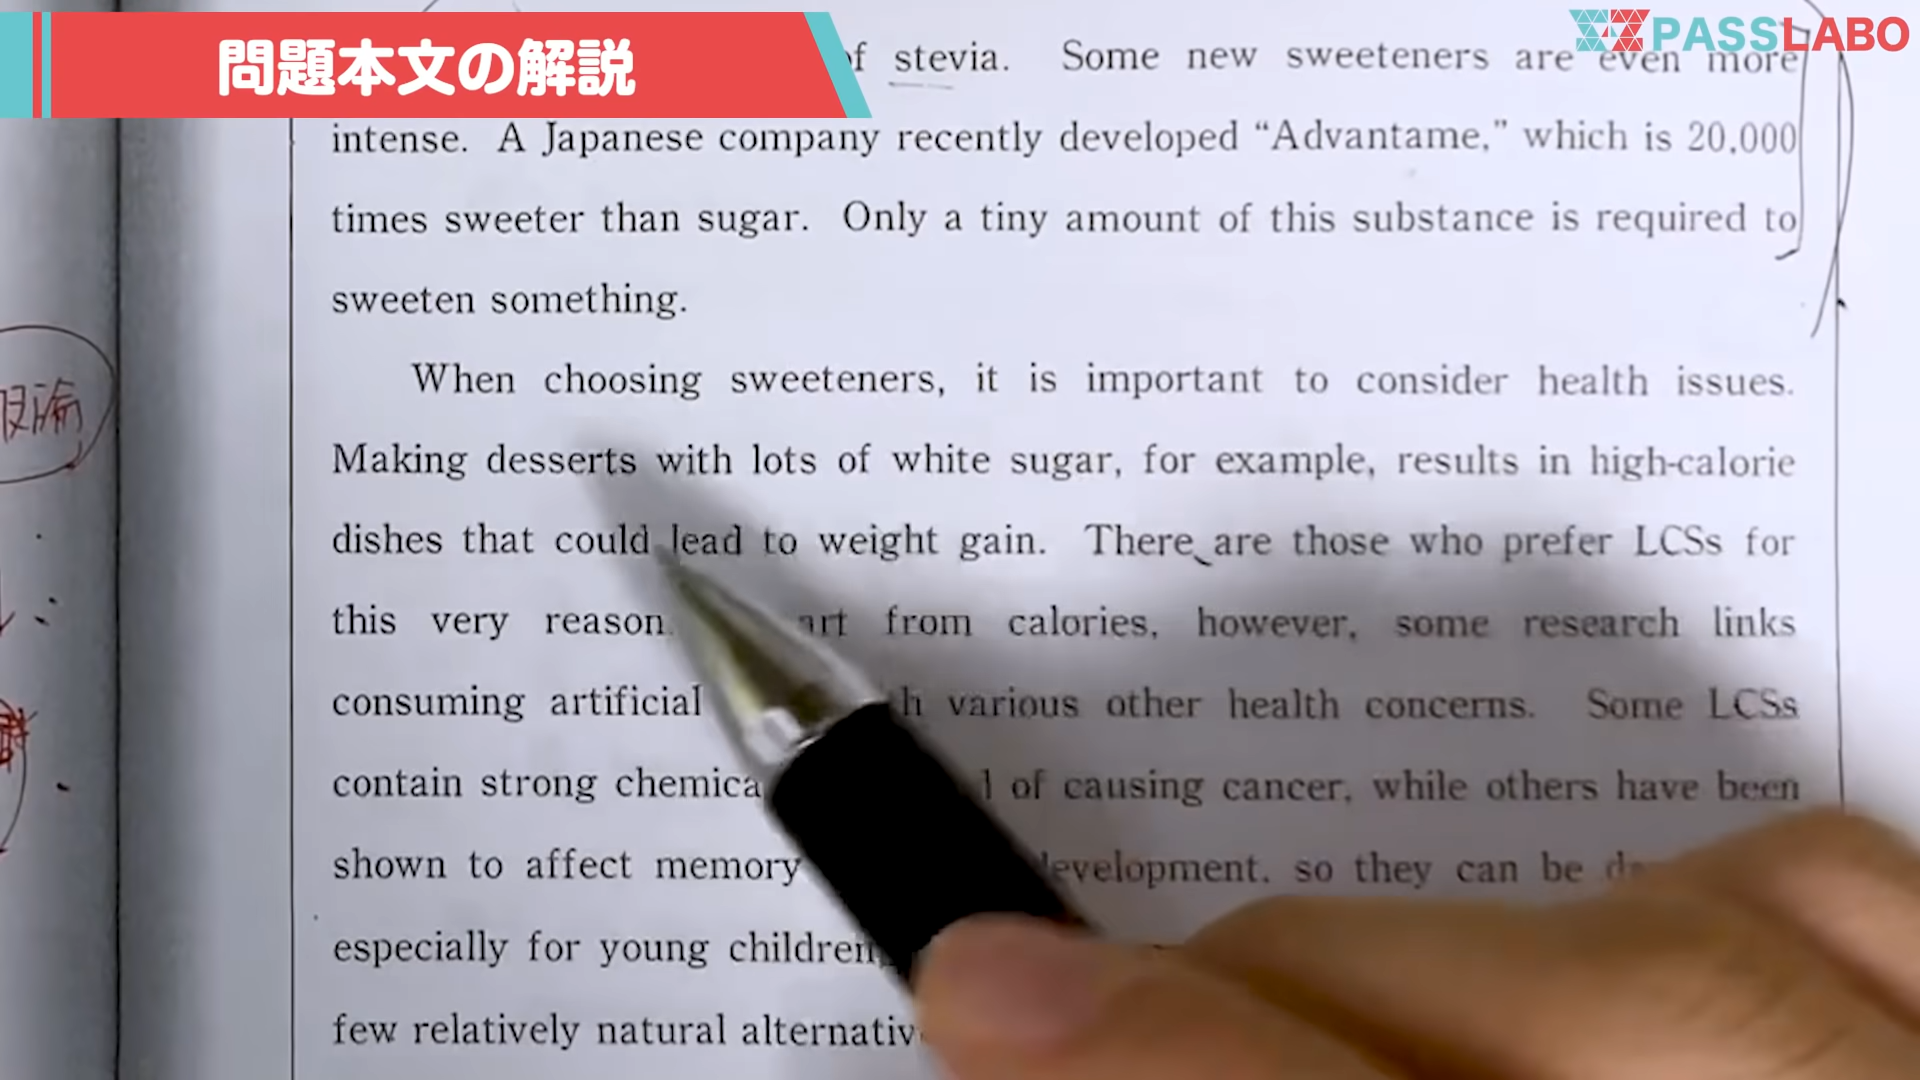 問題本文の解説
PASSLABO
of stevia. Some new sweeteners are even more
intense. A Japanese company recently developed “Advantame,” which is 20,000
times sweeter than sugar. Only a tiny amount of this substance is required to
sweeten something.
When choosing sweeteners, it is important to consider health issues.
Making desserts with lots of white sugar, for example, results in high-calorie
dishes that could lead to weight gain. There are those who prefer LCSs for
this very reason. from calories, however, some research links
consuming artificial various other health concerns. Some LCSs
contain strong of causing cancer, while others have been
shown to affect memory development, so they can be
especially for young children
few relatively natural